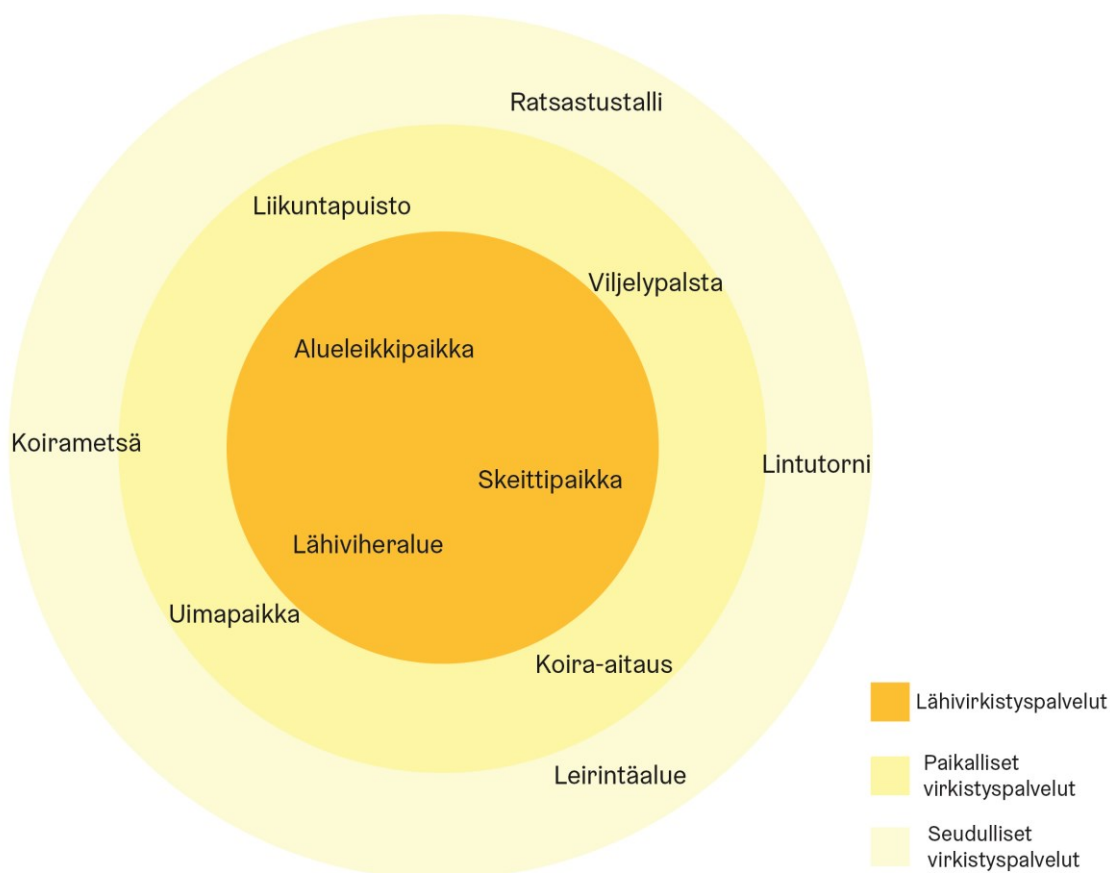 Ratsastustalli
Liikuntapuisto
Viljelypalsta
Alueleikkipaikka
Koirametsä
Lintutorni
Skeittipaikka
Lähiviheralue
Uimapaikka
Koira-aitaus
Leirintäalue
Lähivirkistyspalvelut
Paikalliset
virkistyspalvelut
Seudulliset
virkistyspalvelut